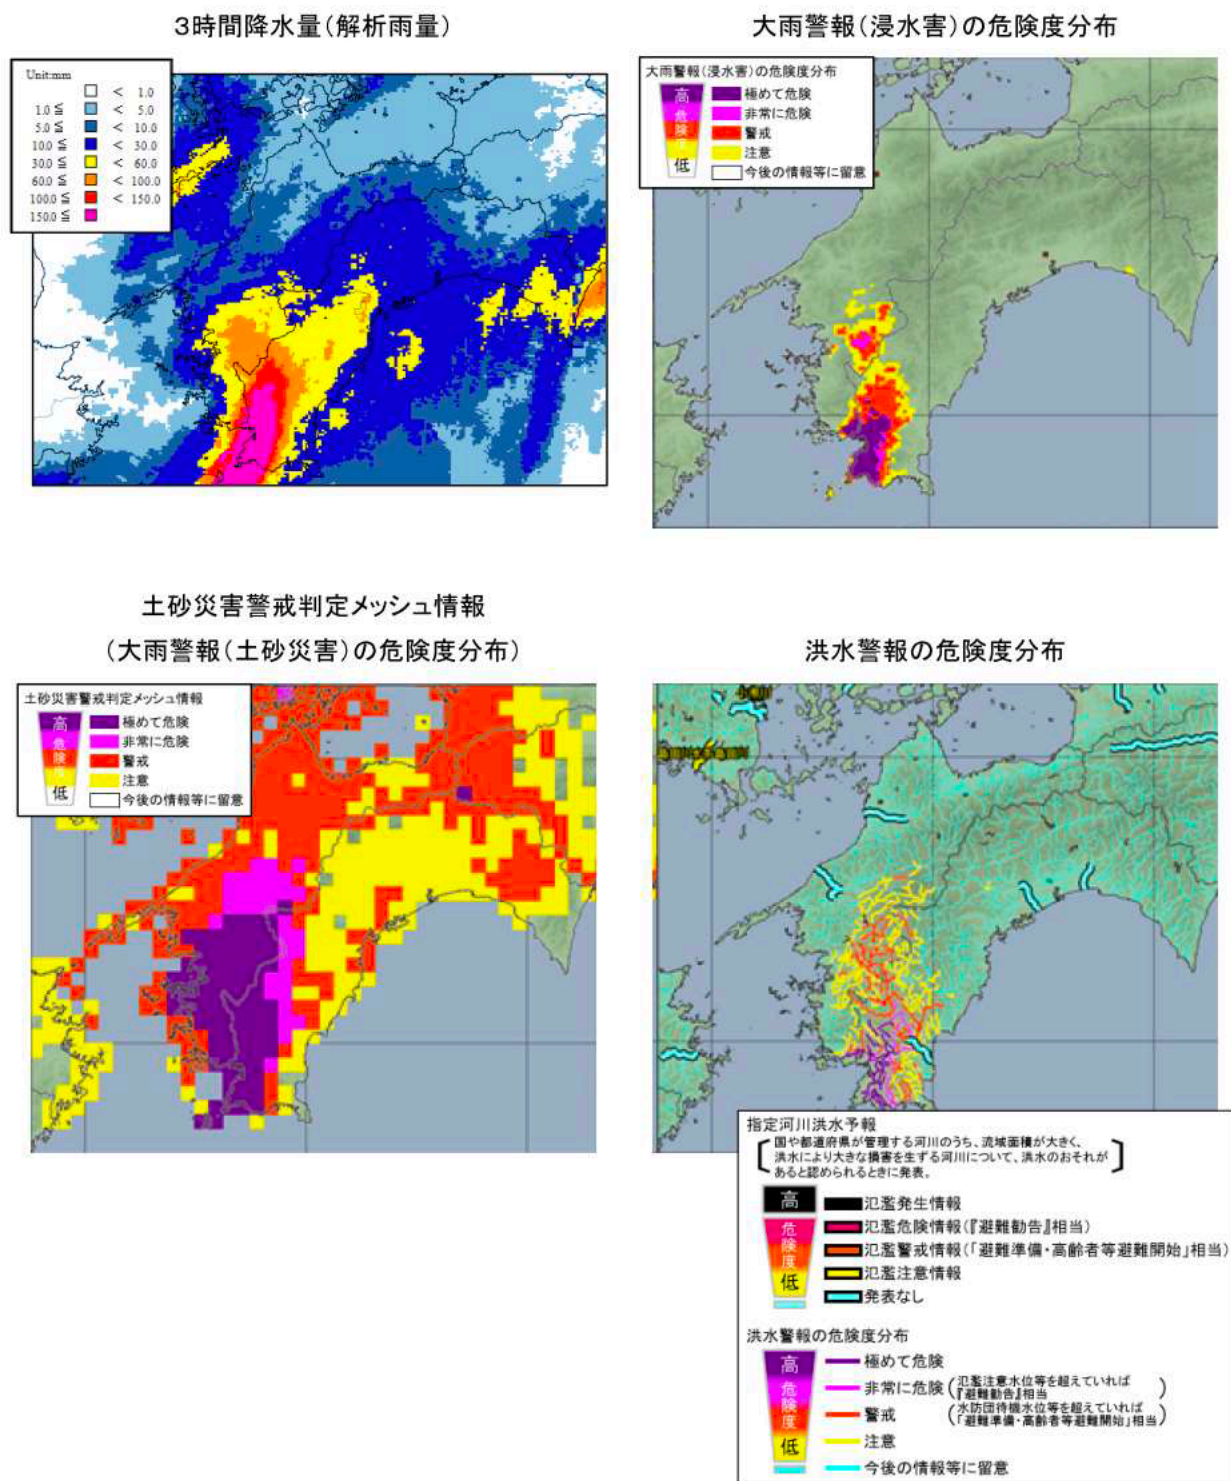 3時間降水量(解析雨量)
Unit:mm
< 1.0
1.0 ≦ < 5.0
5.0 ≦ < 10.0
10.0 ≦ < 30.0
30.0 ≦ < 60.0
60.0 ≦ < 100.0
100.0 ≦ < 150.0
150.0 ≦
大雨警報(浸水害)の危険度分布
大雨警報(浸水害)の危険度分布
高
危険度
低
極めて危険
非常に危険
警戒
注意
今後の情報等に留意
土砂災害警戒判定メッシュ情報
(大雨警報(土砂災害)の危険度分布)
土砂災害警戒判定メッシュ情報
高
危険度
低
極めて危険
非常に危険
警戒
注意
今後の情報等に留意
洪水警報の危険度分布
指定河川洪水予報
国や都道府県が管理する河川のうち、流域面積が大きく、
洪水により大きな損害を生ずる河川について、洪水のおそれが
あると認められるときに発表。
高
危険度
低
氾濫発生情報
氾濫危険情報(『避難勧告』相当)
氾濫警戒情報(「避難準備・高齢者等避難開始」相当)
氾濫注意情報
発表なし
洪水警報の危険度分布
高
危険度
低
極めて危険
非常に危険(氾濫注意水位等を超えていれば
『避難勧告』相当)
警戒(水防団待機水位等を超えていれば
「避難準備・高齢者等避難開始」相当)
注意
今後の情報等に留意